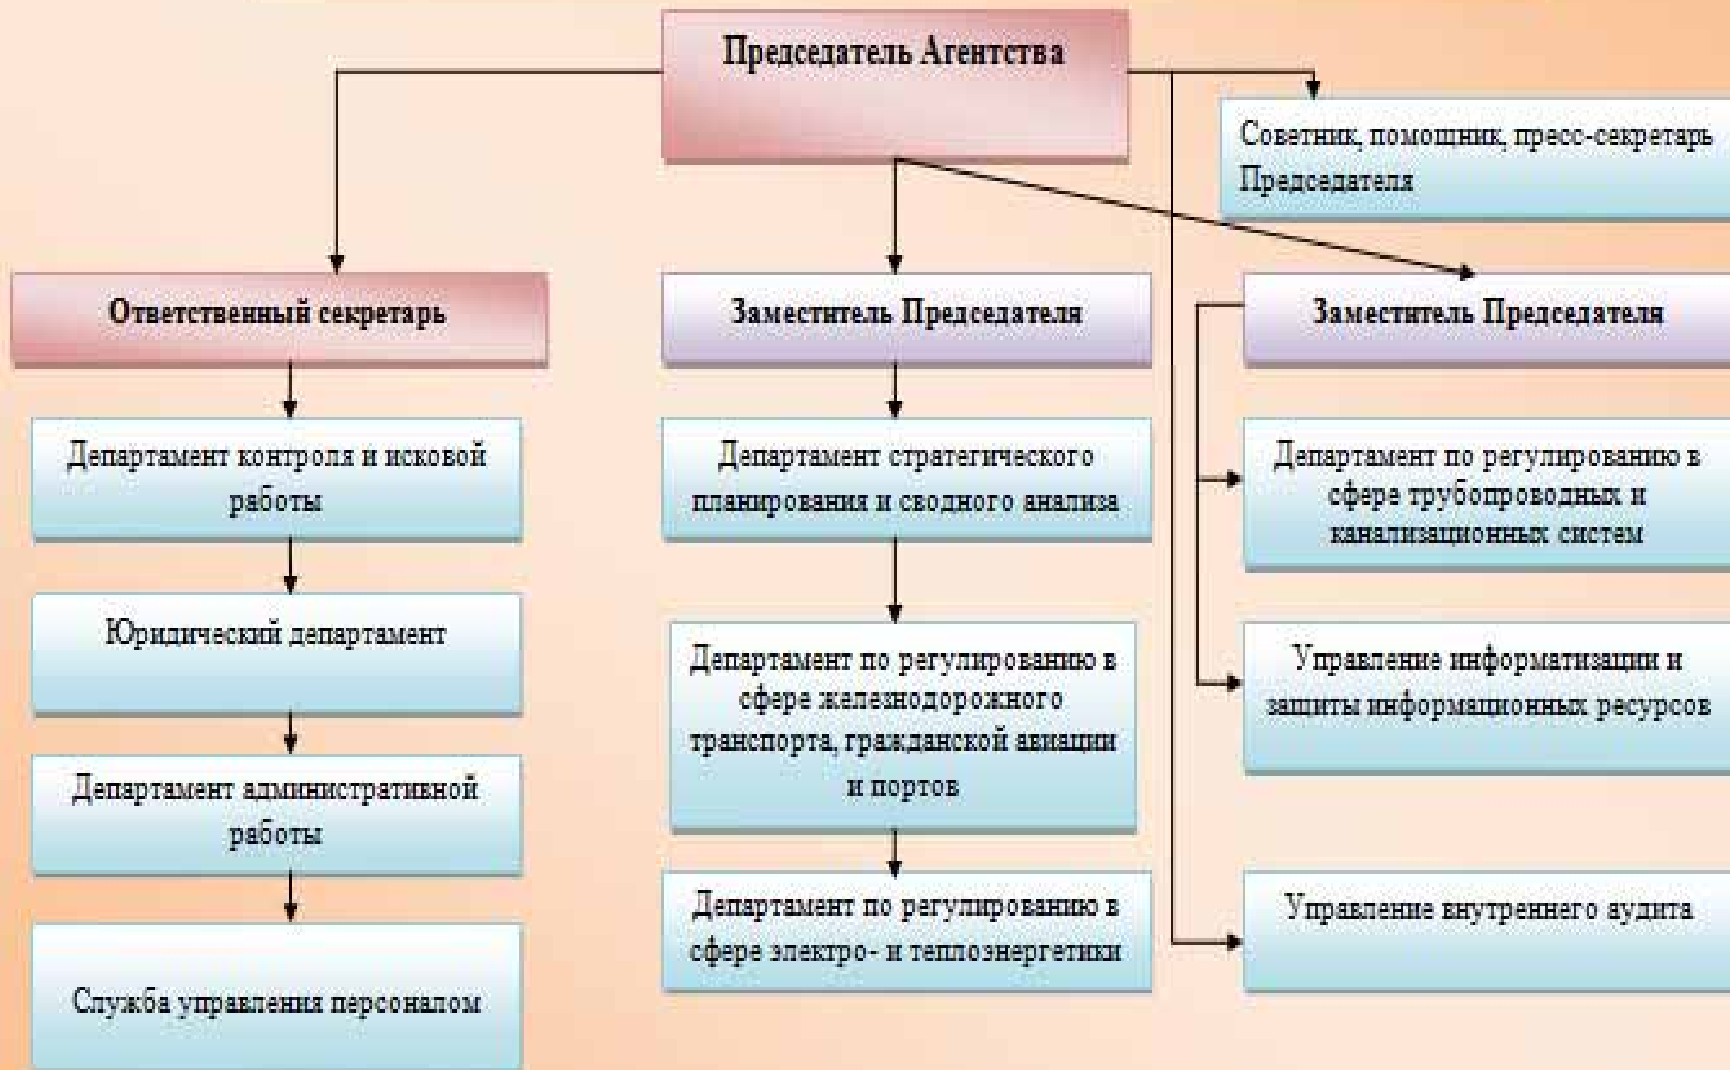 Председатель Агентства
Советник, помощник, пресс-секретарь
Председателя
Ответственный секретарь
Департамент контроля и исковой
работы
Юридический департамент
Департамент административной
работы
Служба управления персоналом
Заместитель Председателя
Департамент стратегического
планирования и сводного анализа
Департамент по регулированию в
сфере железнодорожного
транспорта, гражданской авиации
и портов
Департамент по регулированию в
сфере электро- и теплоэнергетики
Заместитель Председателя
Департамент по регулированию в
сфере трубопроводных и
канализационных систем
Управление информатизации и
защиты информационных ресурсов
Управление внутреннего аудита